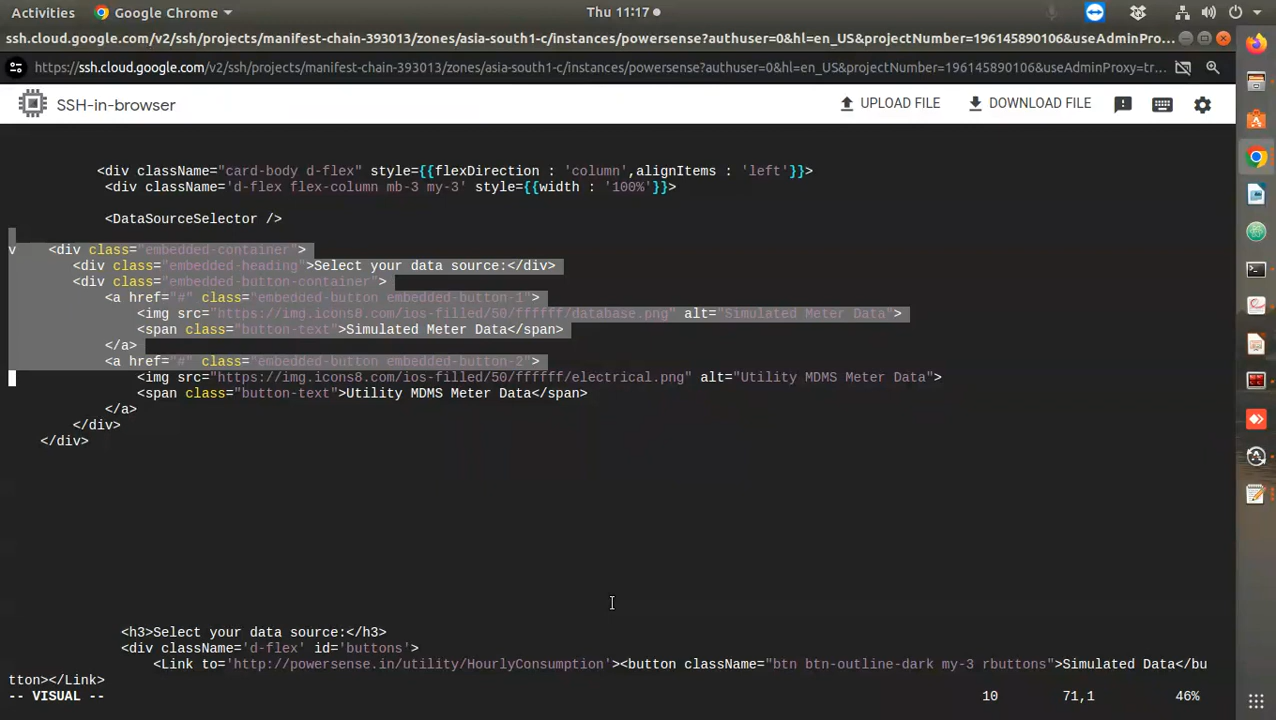 Activities Google Chrome Thu 11:17
ssh.cloud.google.com/v2/ssh/projects/manifest-chain-393013/zones/asia-south1-c/instances/powersense?authuser=0&hl=en_US&projectNumber=196145890106&useAdminPro...
https://ssh.cloud.google.com/v2/ssh/projects/manifest-chain-393013/zones/asia-south1-c/instances/powersense?authuser=0&hl=en_US&projectNumber=196145890106&useAdminProxy=tr...
SSH-in-browser UPLOAD FILE DOWNLOAD FILE
<div className="card-body d-flex" style={{flexDirection : 'column',alignItems : 'left'}}>
<div className='d-flex flex-column mb-3 my-3' style={{width : '100%'}}>
<DataSourceSelector />
v <div class="embedded-container">
<div class="embedded-heading">Select your data source:</div>
<div class="embedded-button-container">
<a href="#" class="embedded-button embedded-button-1">
<img src="https://img.icons8.com/ios-filled/50/ffffff/database.png" alt="Simulated Meter Data">
<span class="button-text">Simulated Meter Data</span>
</a>
<a href="#" class="embedded-button embedded-button-2">
<img src="https://img.icons8.com/ios-filled/50/ffffff/electrical.png" alt="Utility MDMS Meter Data">
<span class="button-text">Utility MDMS Meter Data</span>
</a>
</div>
</div>
<h3>Select your data source:</h3>
<div className='d-flex' id='buttons'>
<Link to='http://powersense.in/utility/HourlyConsumption'><button className="btn btn-outline-dark my-3 rbuttons">Simulated Data</bu
tton></Link>
-- VISUAL -- 10 71,1 46%